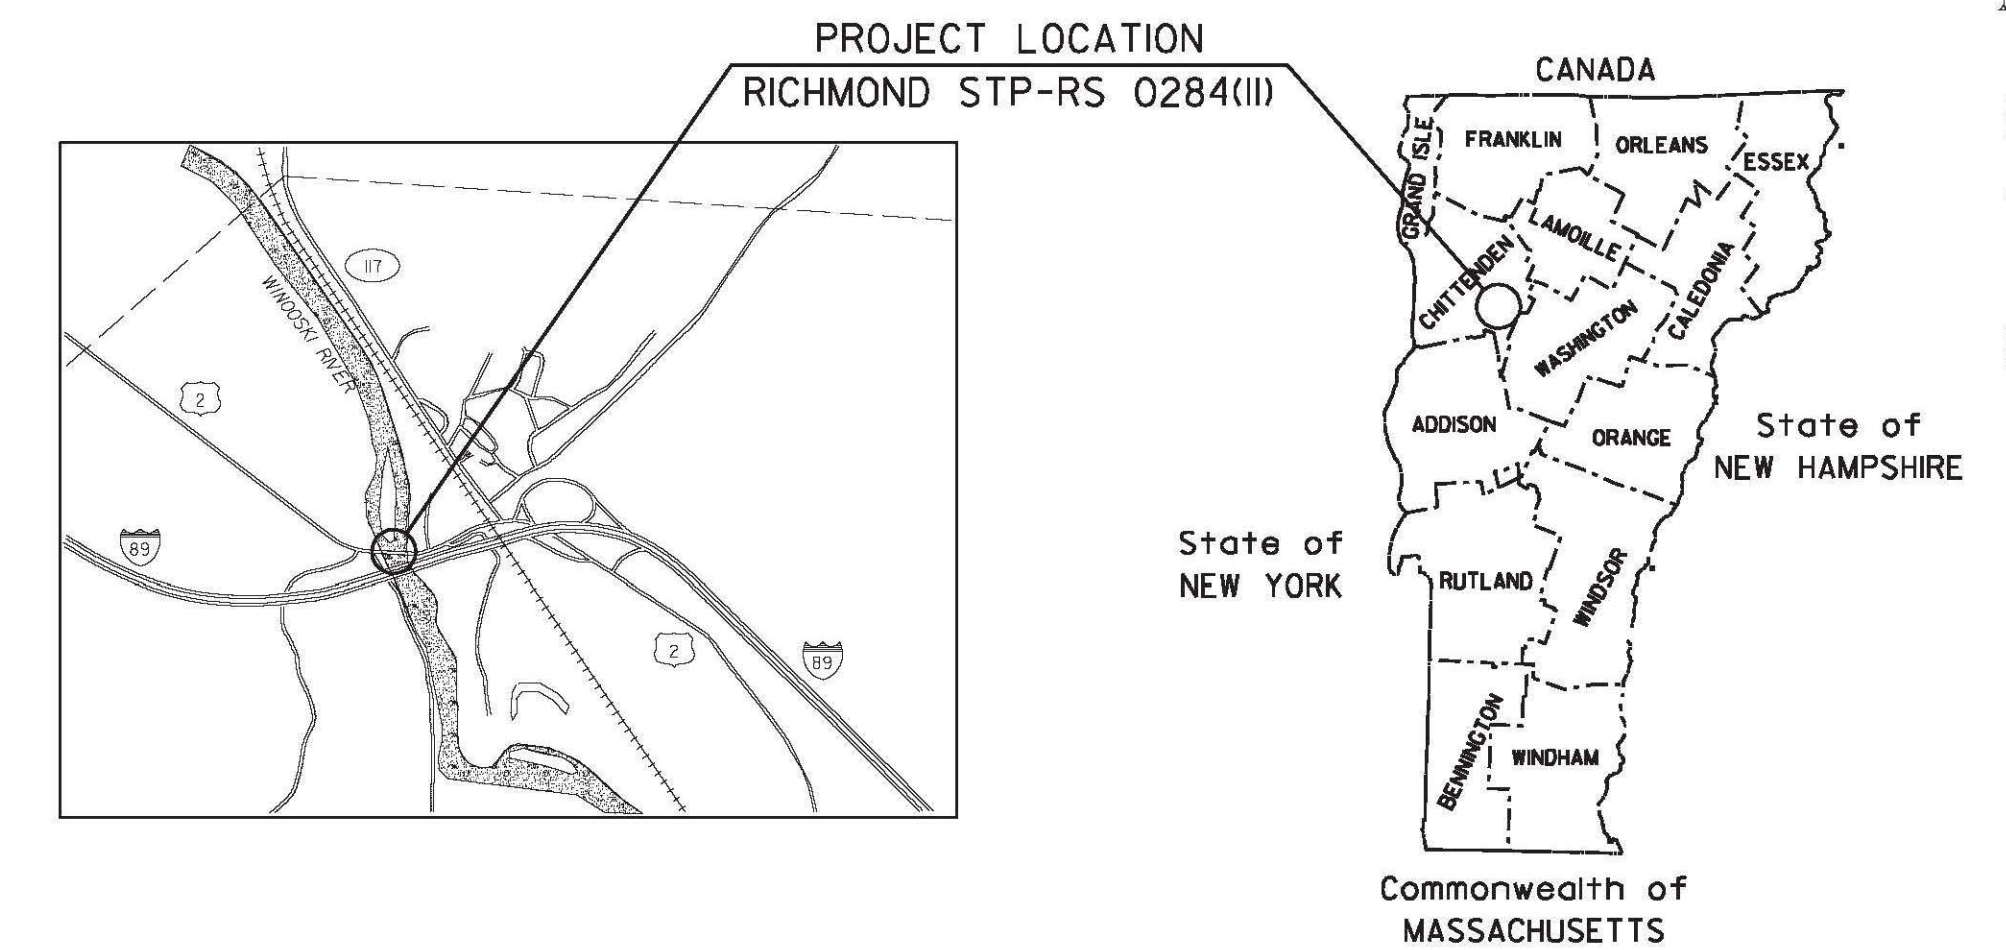 PROJECT LOCATION
RICHMOND STP-RS 0284(11)
117
WINOOSKI RIVER
2
89
2
89
CANADA
GRAND ISLE
FRANKLIN
ORLEANS
ESSEX
LAMOILLE
CHITTENDEN
CALEDONIA
WASHINGTON
ADDISON
ORANGE
State of
NEW HAMPSHIRE
State of
NEW YORK
RUTLAND
WINDSOR
BENNINGTON
WINDHAM
Commonwealth of
MASSACHUSETTS